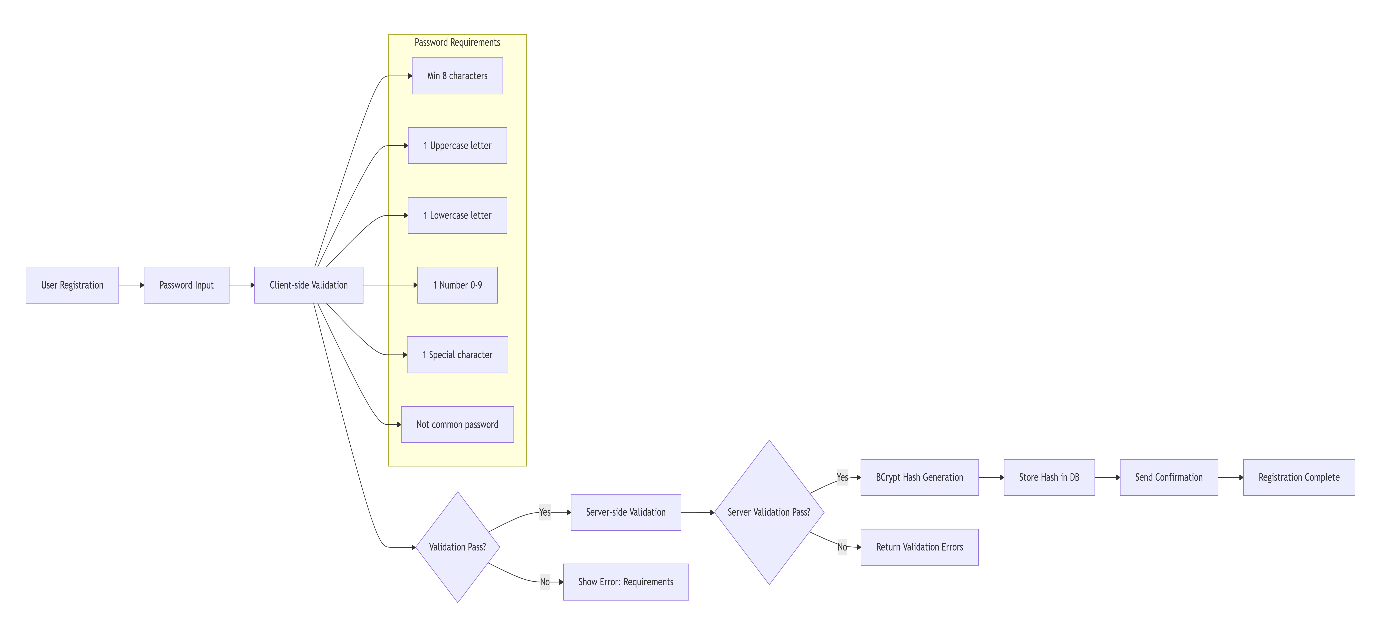 Password Requirements
Min 8 characters
1 Uppercase letter
1 Lowercase letter
User Registration
Password Input
Client-side Validation
1 Number 0-9
1 Special character
Not common password
Validation Pass?
Yes
No
Server-side Validation
Show Error: Requirements
Server Validation Pass?
Yes
No
BCrypt Hash Generation
Store Hash in DB
Send Confirmation
Registration Complete
Return Validation Errors